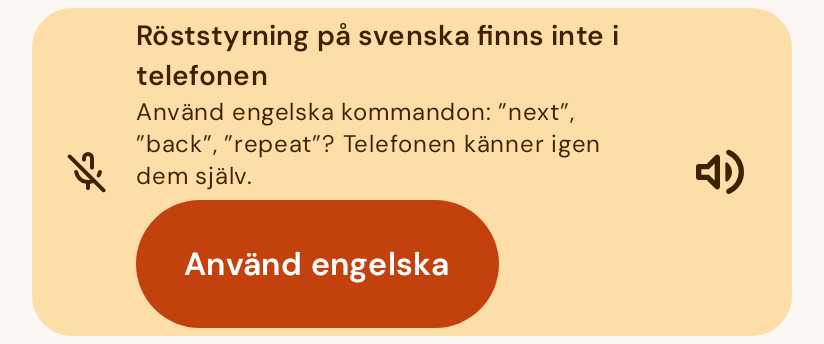 Röststyrning på svenska finns inte i
telefonen
Använd engelska kommandon: ”next”,
”back”, ”repeat”? Telefonen känner igen
dem själv.
Använd engelska